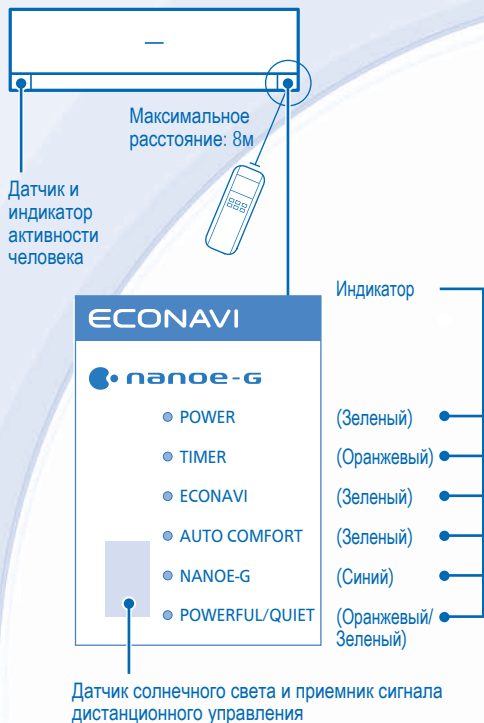 Максимальное
расстояние: 8м
Датчик и
индикатор
активности
человека
Индикатор
ECONAVI
nanoe-G
POWER (Зеленый)
TIMER (Оранжевый)
ECONAVI (Зеленый)
AUTO COMFORT (Зеленый)
NANOE-G (Синий)
POWERFUL/QUIET (Оранжевый/
Зеленый)
Датчик солнечного света и приемник сигнала
дистанционного управления